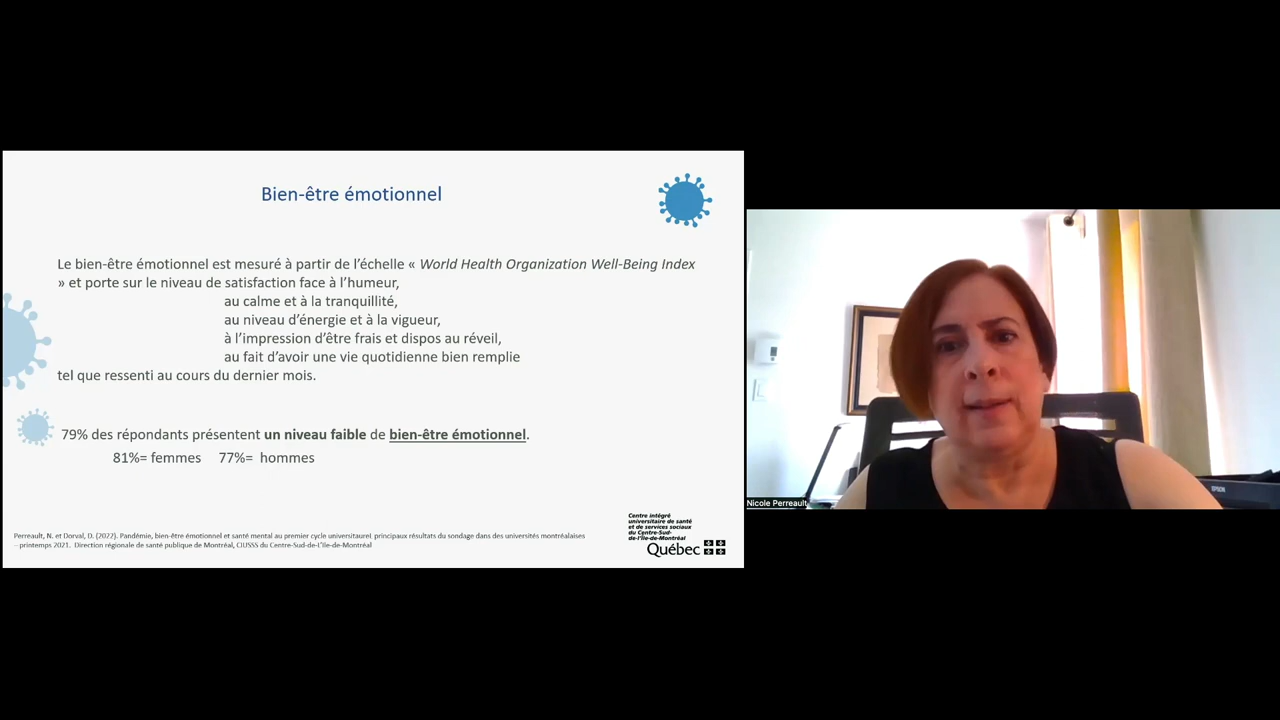 Bien-être émotionnel
Le bien-être émotionnel est mesuré à partir de l'échelle « World Health Organization Well-Being Index
» et porte sur le niveau de satisfaction face à l'humeur,
au calme et à la tranquillité,
au niveau d'énergie et à la vigueur,
à l'impression d'être frais et dispos au réveil,
au fait d'avoir une vie quotidienne bien remplie
tel que ressenti au cours du dernier mois.
79% des répondants présentent un niveau faible de bien-être émotionnel.
81%= femmes 77%= hommes
Perreault, N. et Dorval, D. (2022). Pandémie, bien-être émotionnel et santé mental au premier cycle universitaureł principaux résultats du sondage dans des universités montréalaises
– printemps 2021. Direction régionale de santé publique de Montréal, CIUSSS du Centre-Sud-de-L'île-de-Montréal
Centre intégré
universitaire de santé
et de services sociaux
du Centre-Sud-
de-l'Île-de-Montréal
Québec
Nicole Perreault
EPSON